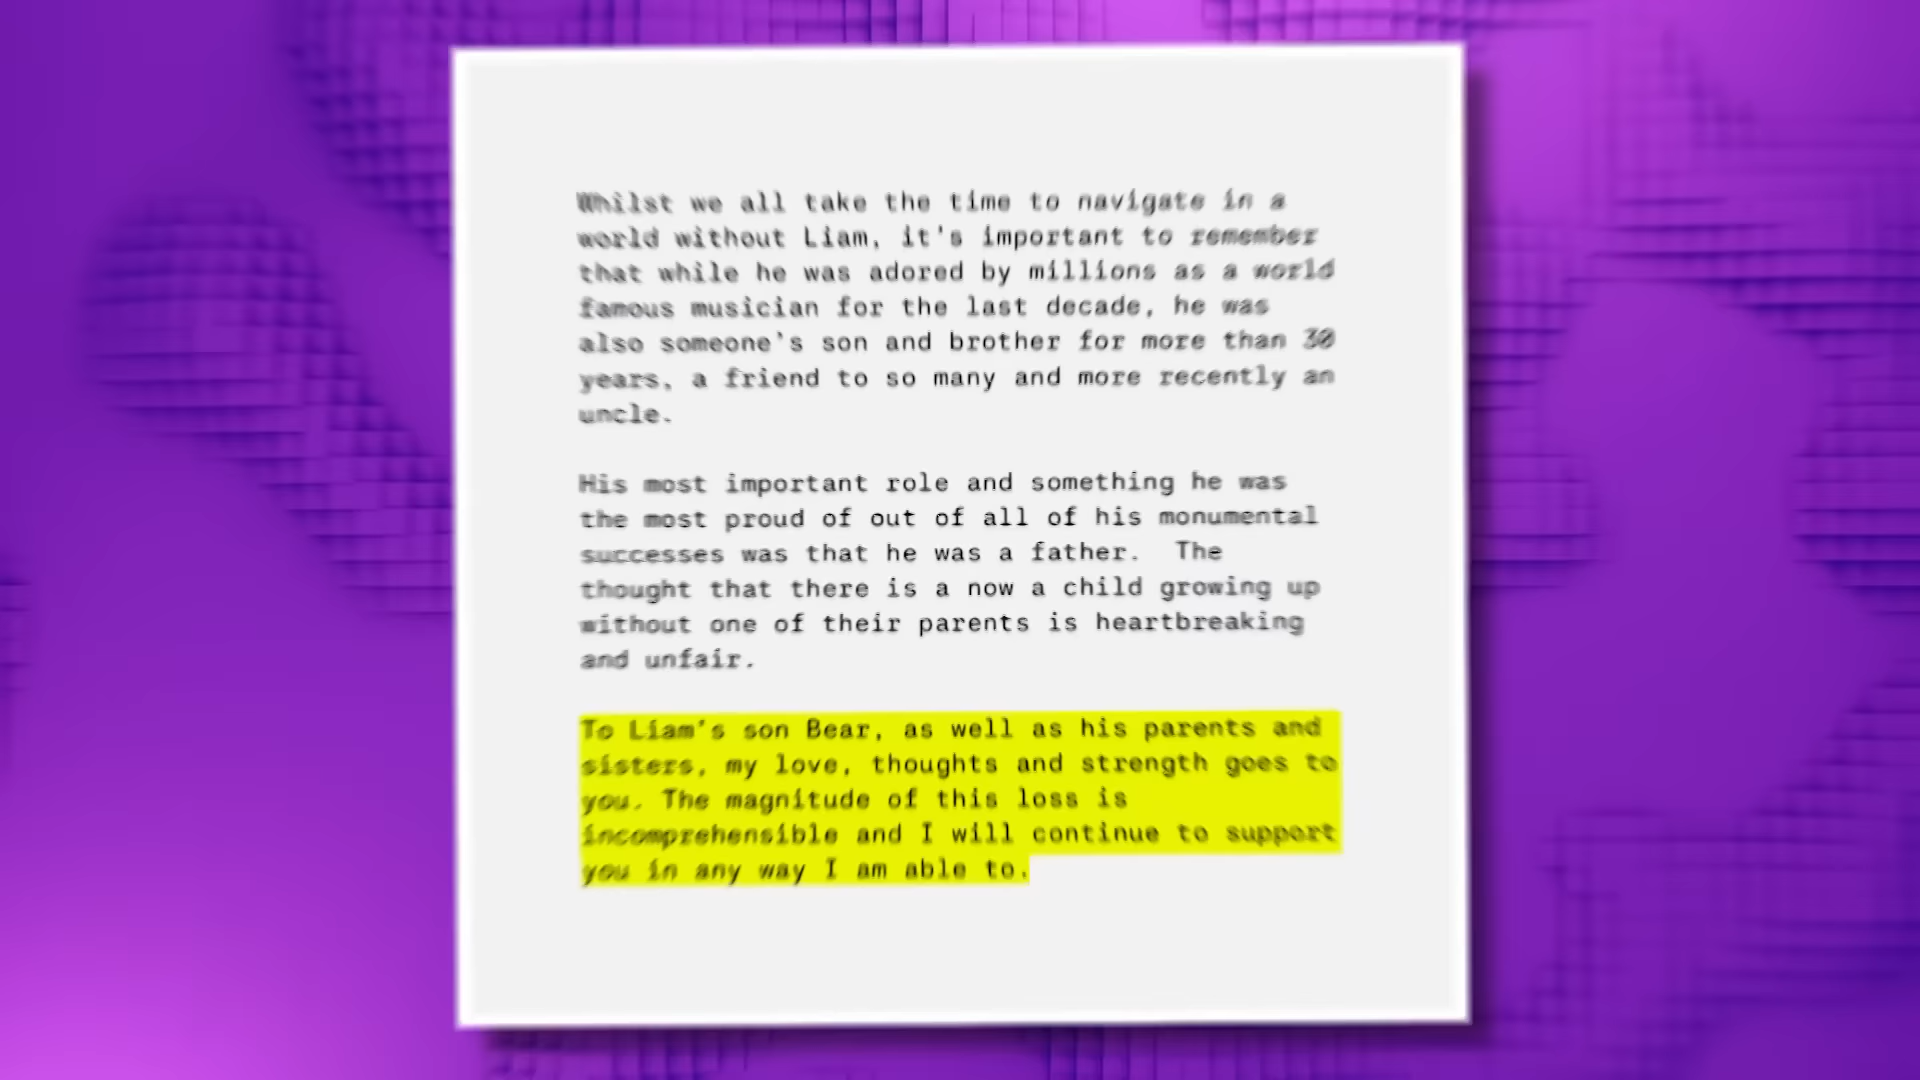 Whilst we all take the time to navigate in a
world without Liam, it's important to remember
that while he was adored by millions as a world
famous musician for the last decade, he was
also someone's son and brother for more than 30
years, a friend to so many and more recently an
uncle.
His most important role and something he was
the most proud of out of all of his monumental
successes was that he was a father.  The
thought that there is a now a child growing up
without one of their parents is heartbreaking
and unfair.
To Liam's son Bear, as well as his parents and
sisters, my love, thoughts and strength goes to
you. The magnitude of this loss is
incomprehensible and I will continue to support
you in any way I am able to.